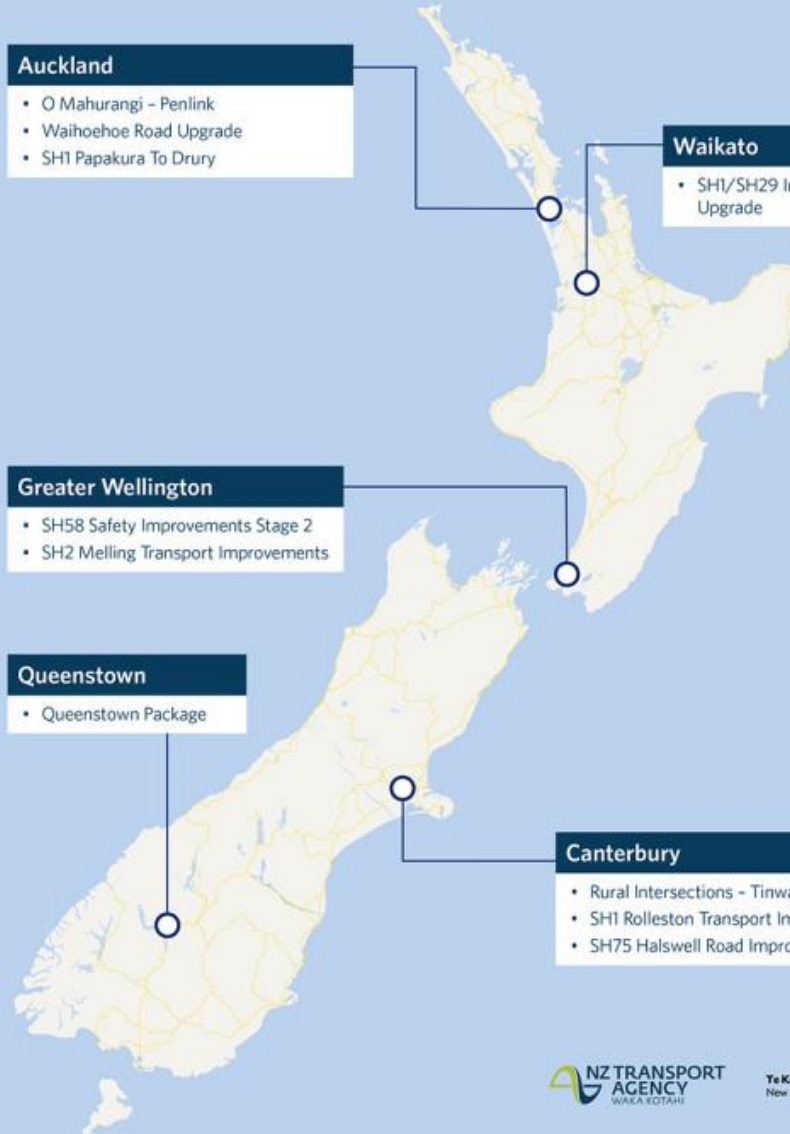 Auckland
• O Mahurangi – Penlink
• Waihoehoe Road Upgrade
• SH1 Papakura To Drury
Waikato
• SH1/SH29
Upgrade
Greater Wellington
• SH58 Safety Improvements Stage 2
• SH2 Melling Transport Improvements
Queenstown
• Queenstown Package
Canterbury
• Rural Intersections –
• SH1 Rolleston Transport
• SH75 Halswell Road
NZ TRANSPORT
AGENCY
WAKA KOTAHI
Te
New